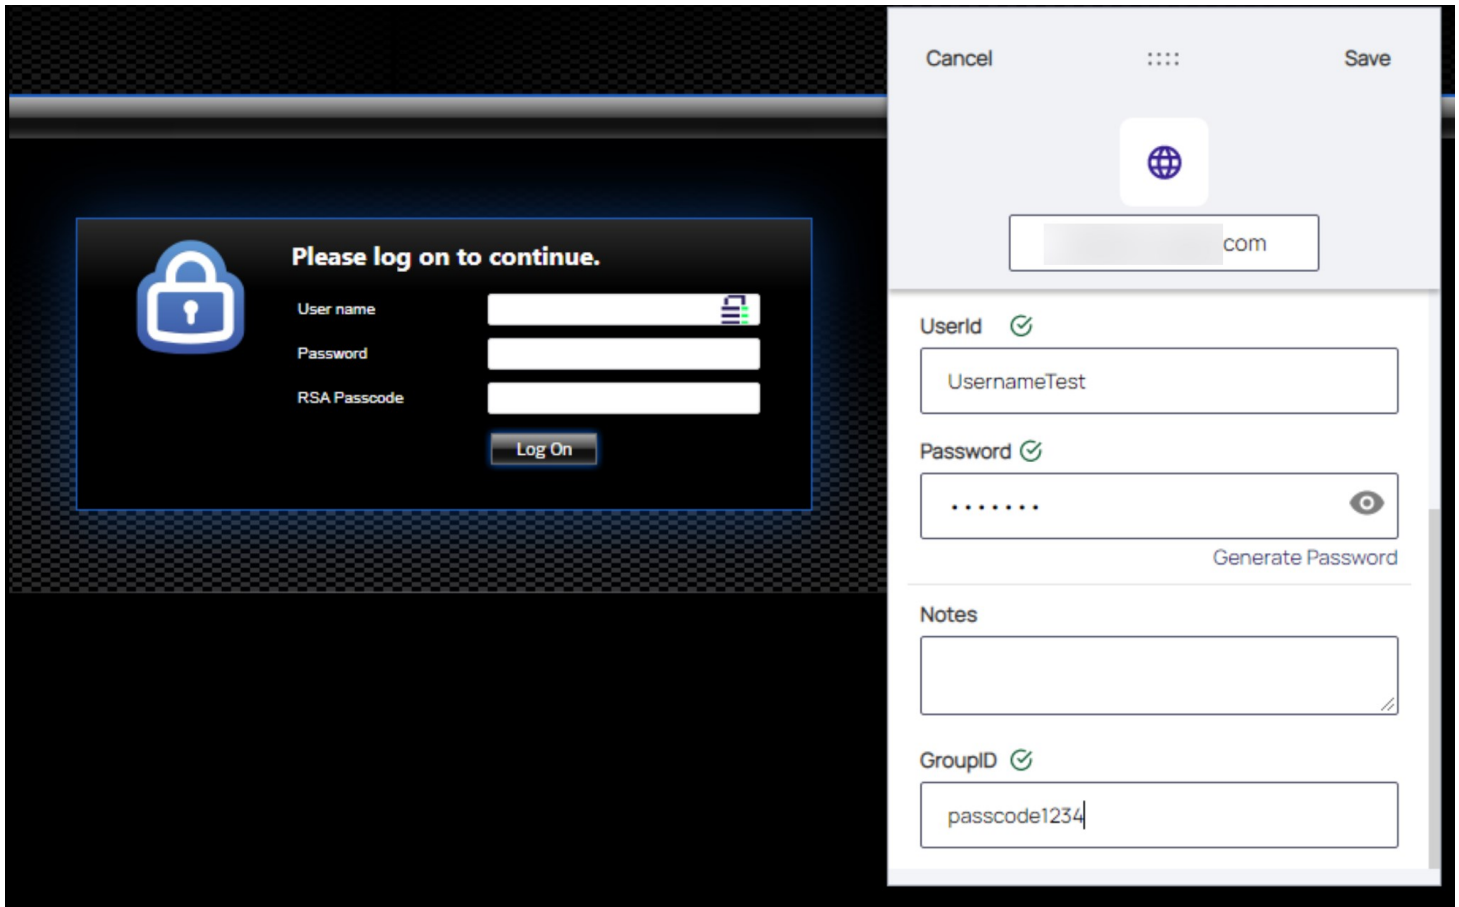 Please log on to continue.
User name
Password
RSA Passcode
Log On
Cancel
Save
com
UserId
UsernameTest
Password
•••••••
Generate Password
Notes
GroupID
passcode1234